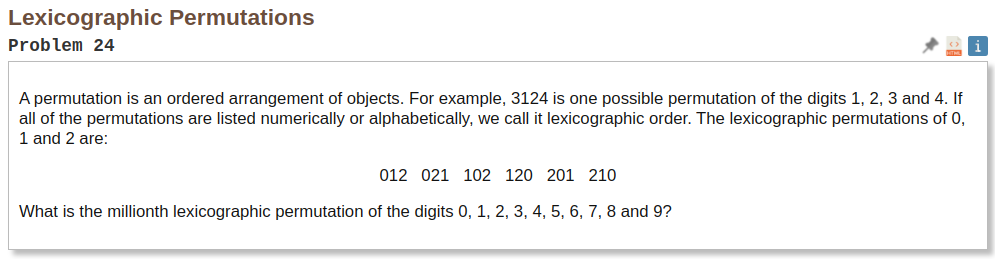 Lexicographic Permutations
Problem 24
A permutation is an ordered arrangement of objects. For example, 3124 is one possible permutation of the digits 1, 2, 3 and 4. If
all of the permutations are listed numerically or alphabetically, we call it lexicographic order. The lexicographic permutations of 0,
1 and 2 are:
012 021 102 120 201 210
What is the millionth lexicographic permutation of the digits 0, 1, 2, 3, 4, 5, 6, 7, 8 and 9?